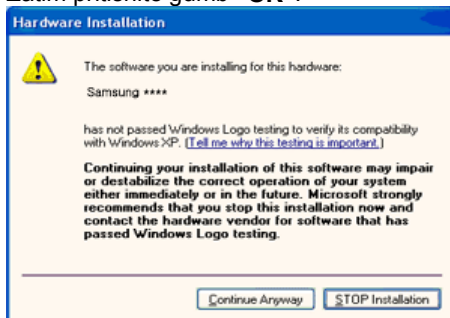 Zatim pritisnite gumb "OK".
Hardware Installation
The software you are installing for this hardware:
Samsung ****
has not passed Windows Logo testing to verify its compatibility
with Windows XP. (Tell me why this testing is important.)
Continuing your installation of this software may impair
or destabilize the correct operation of your system
either immediately or in the future. Microsoft strongly
recommends that you stop this installation now and
contact the hardware vendor for software that has
passed Windows Logo testing.
Continue Anyway
STOP Installation